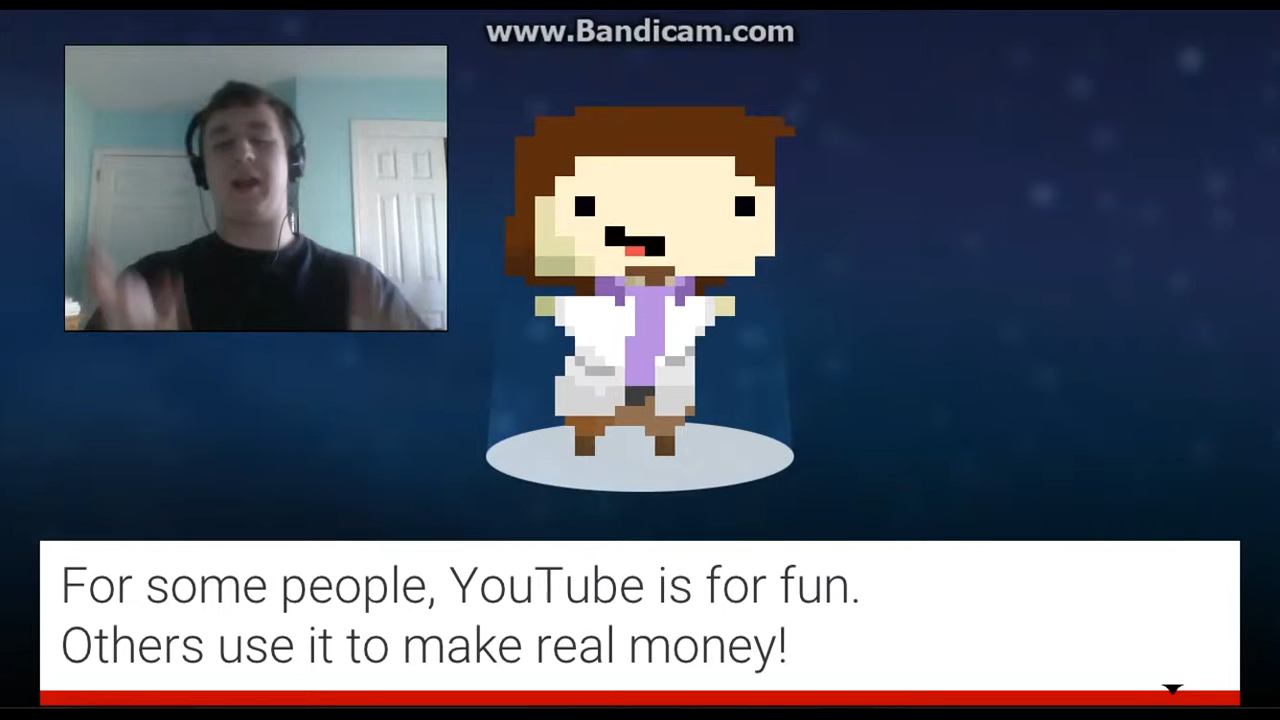 www.Bandicam.com
For some people, YouTube is for fun.
Others use it to make real money!